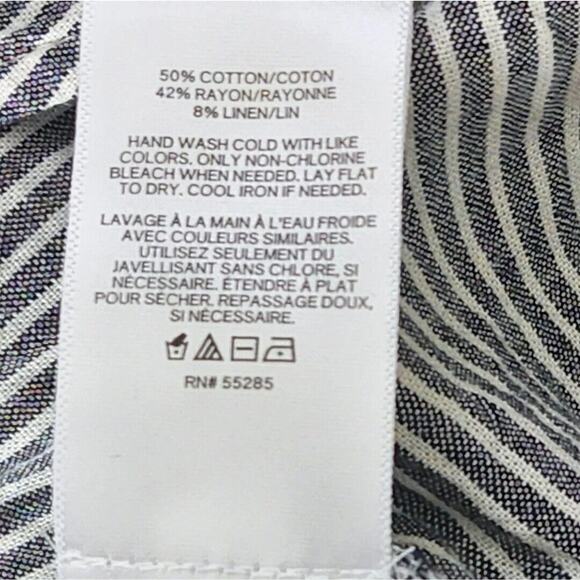 50% COTTON/COTON
42% RAYON/RAYONNE
8% LINEN/LIN
HAND WASH COLD WITH LIKE
COLORS. ONLY NON-CHLORINE
BLEACH WHEN NEEDED. LAY FLAT
TO DRY. COOL IRON IF NEEDED.
LAVAGE À LA MAIN À L'EAU FROIDE
AVEC COULEURS SIMILAIRES.
UTILISEZ SEULEMENT DU
JAVELLISANT SANS CHLORE, SI
NÉCESSAIRE. ÉTENDRE À PLAT
POUR SÉCHER. REPASSAGE DOUX,
SI NÉCESSAIRE.
RN# 55285